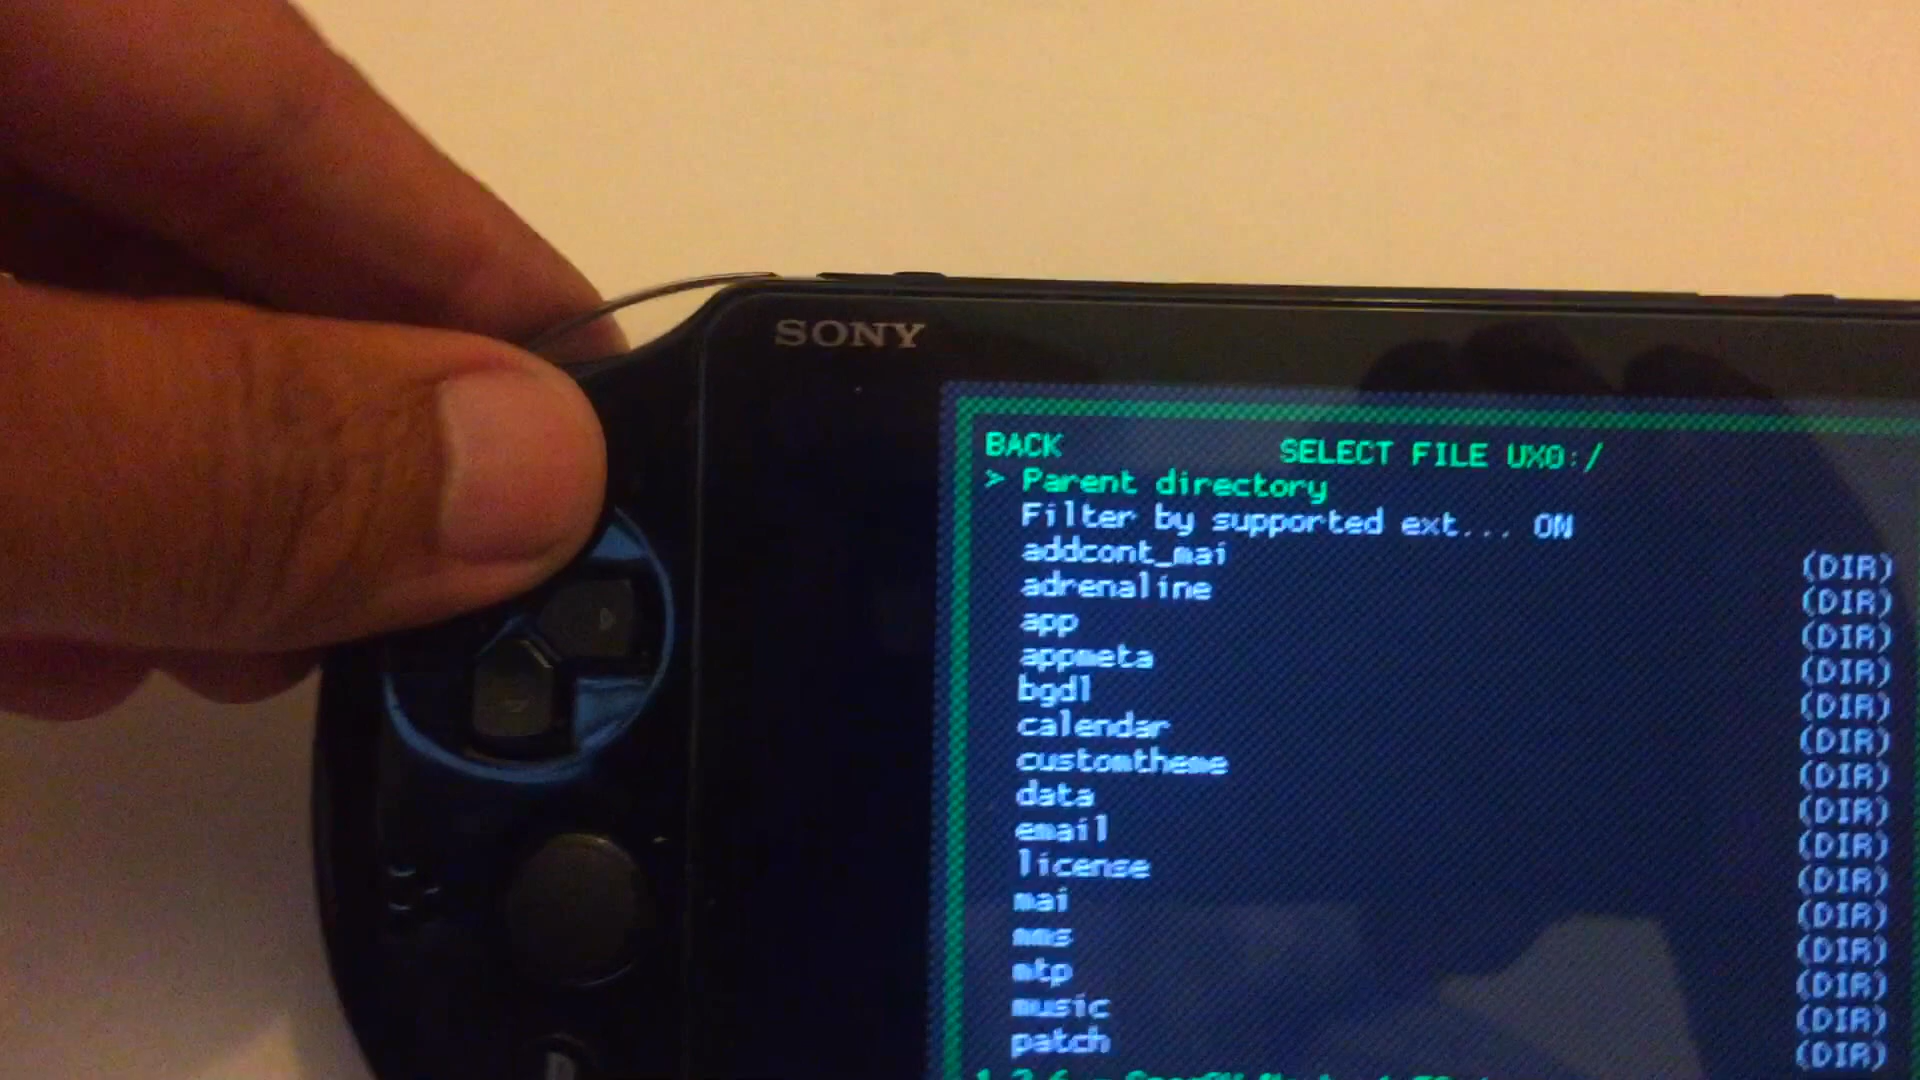 SONY
BACK SELECT FILE UX0:/
> Parent directory
Filter by supported ext... ON
addcont_mai (DIR)
adrenaline (DIR)
app (DIR)
appmeta (DIR)
bgdl (DIR)
calendar (DIR)
customtheme (DIR)
data (DIR)
email (DIR)
license (DIR)
mai (DIR)
mms (DIR)
mtp (DIR)
music (DIR)
patch (DIR)